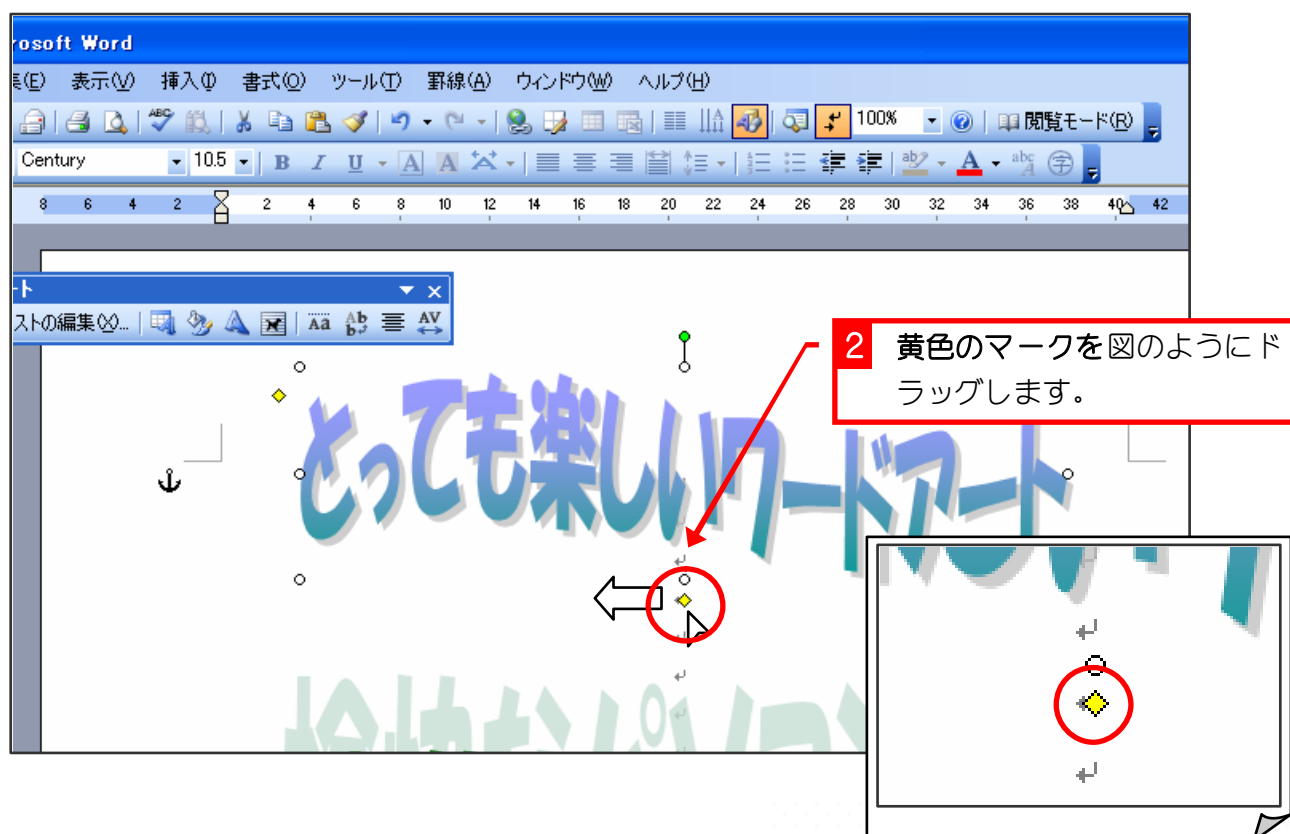 rosoft Word
集(E) 表示(V) 挿入(I) 書式(O) ツール(T) 罫線(A) ウィンドウ(W) ヘルプ(H)
100% 閲覧モード(R)
Century 10.5 B I U A A A
8 6 4 2 2 4 6 8 10 12 14 16 18 20 22 24 26 28 30 32 34 36 38 40 42
ート
ストの編集(X)...
2 黄色のマークを図のようにド
ラッグします。
とっても楽しいワードアート